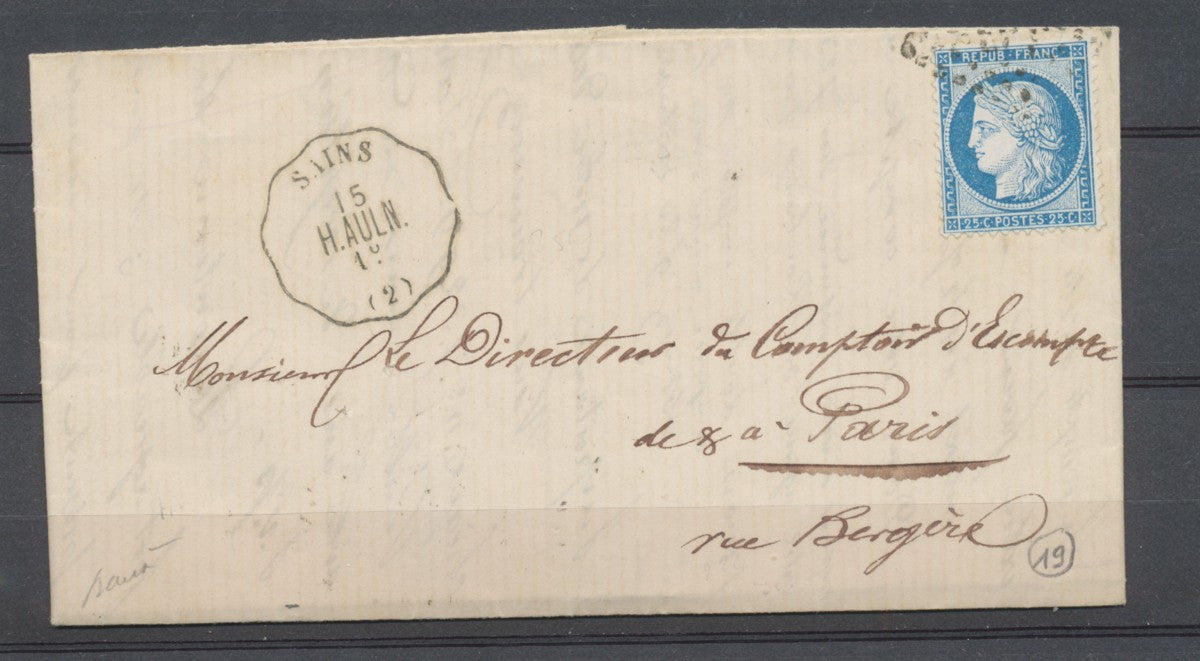 REPUB·FRANC·
25·C POSTES·25·C
SAINS
15
H.AULN.
(2)
Monsieur Le Directeur du Comptoir d'Escompte
de & à Paris
rue Bergère
19